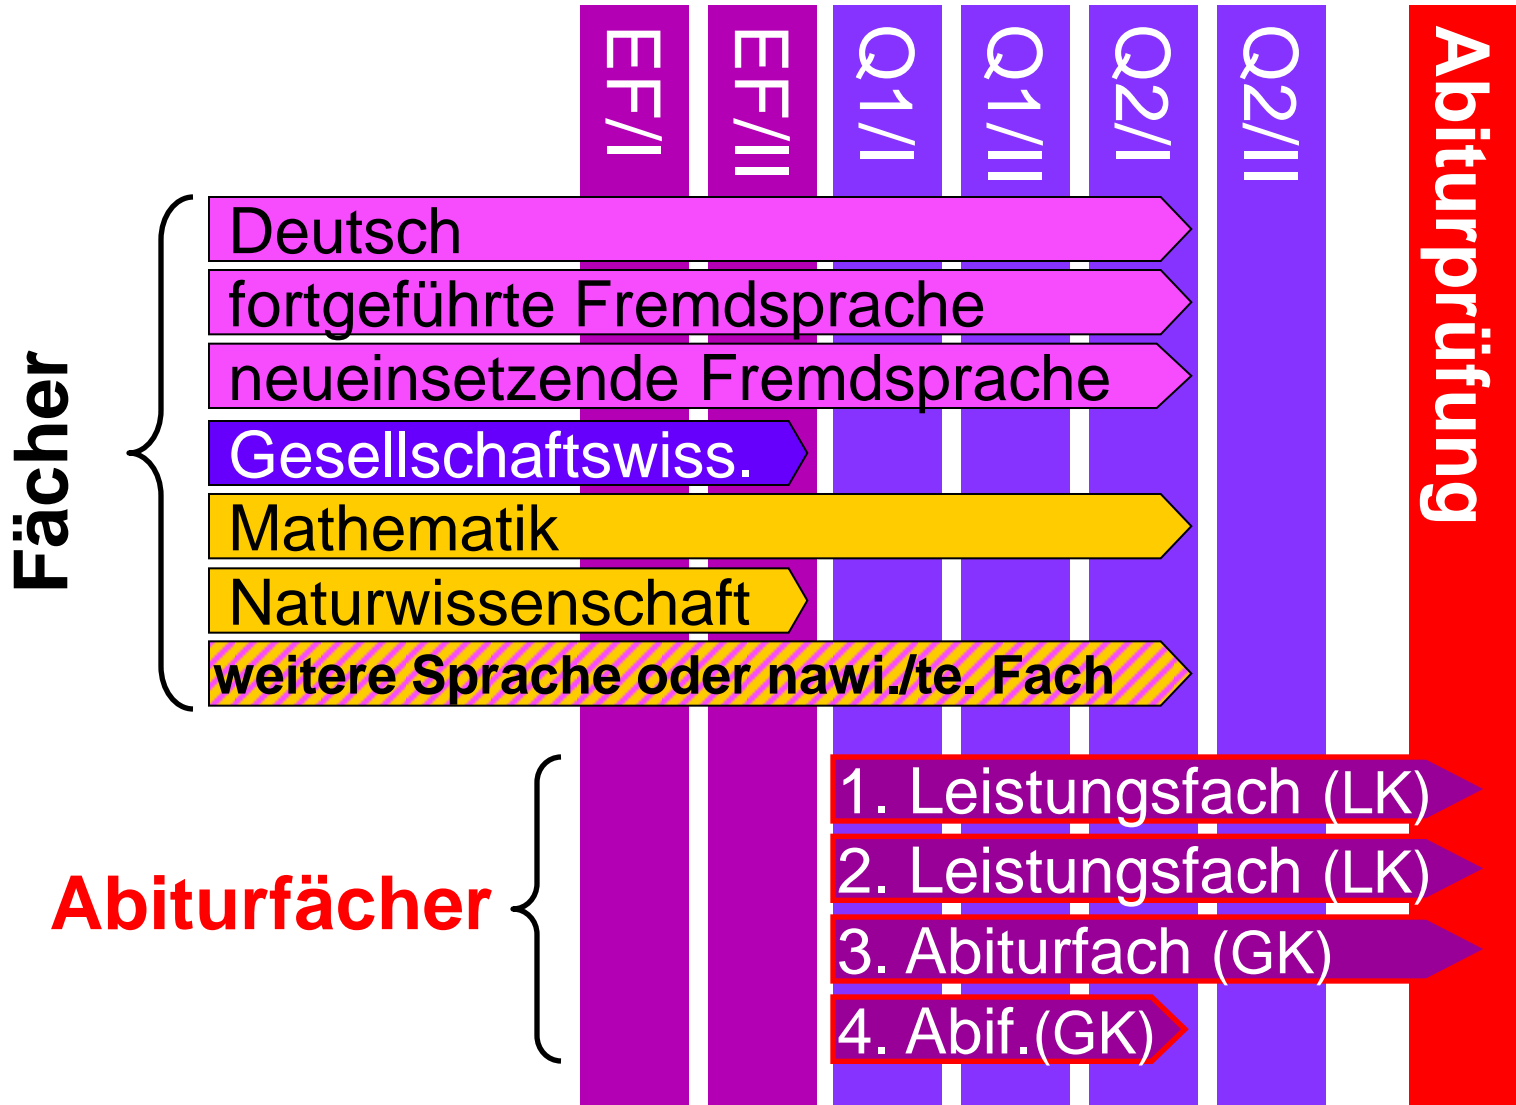 EF/I
EF/II
Q1/I
Q1/II
Q2/I
Q2/II
Abiturprüfung
Fächer
Deutsch
fortgeführte Fremdsprache
neueinsetzende Fremdsprache
Gesellschaftswiss.
Mathematik
Naturwissenschaft
weitere Sprache oder nawi./te. Fach
Abiturfächer
1. Leistungsfach (LK)
2. Leistungsfach (LK)
3. Abiturfach (GK)
4. Abif.(GK)